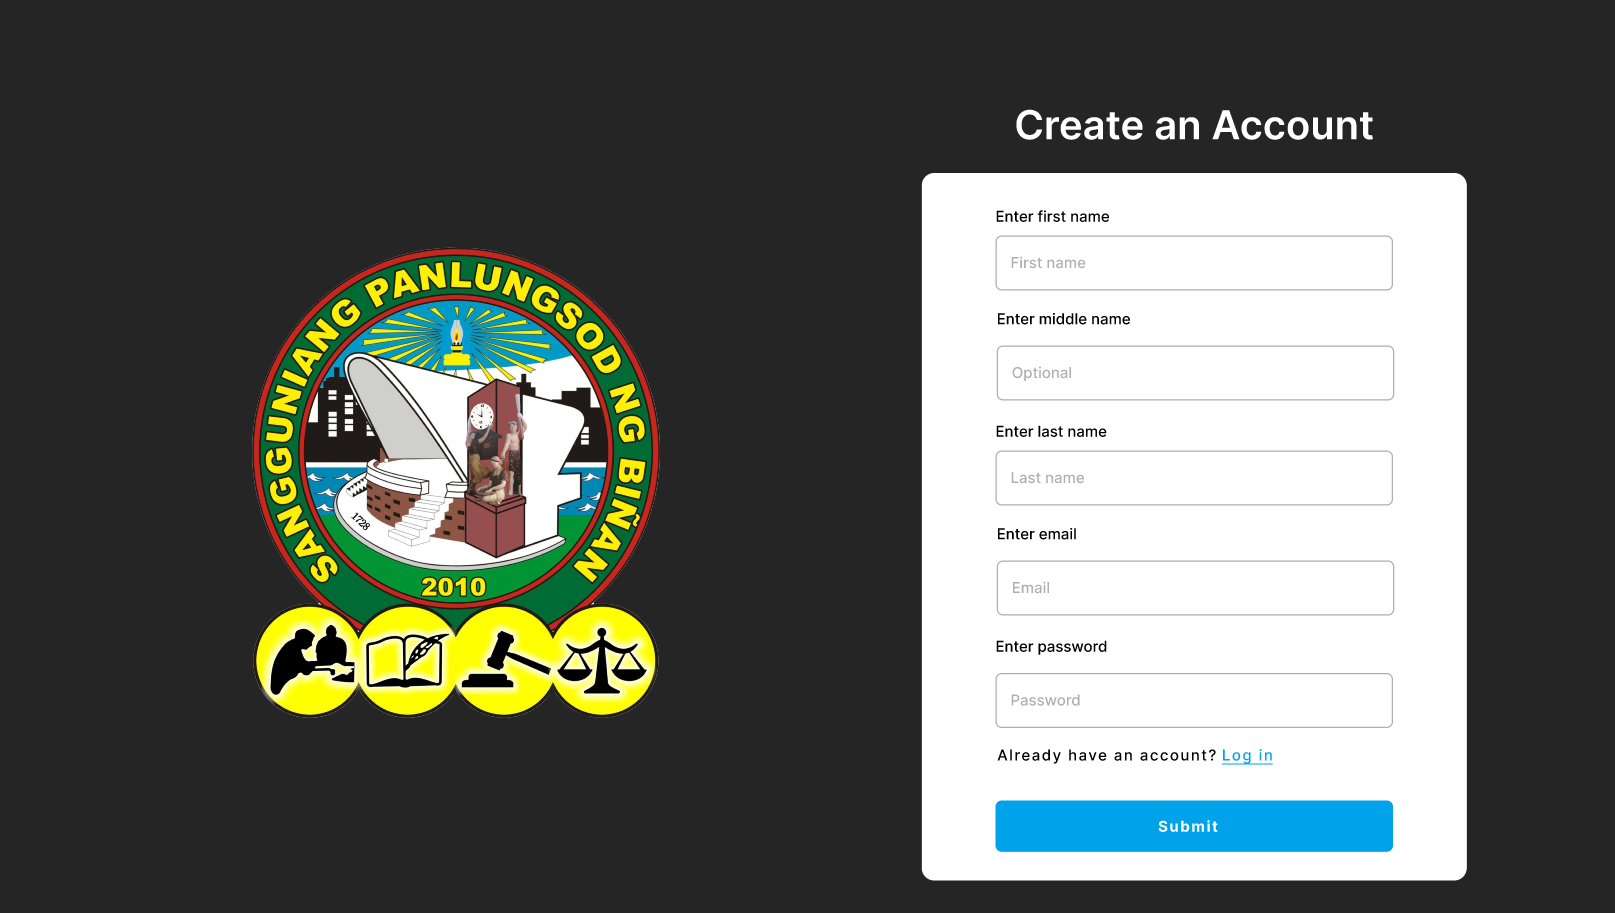 SANGGUNIANG PANLUNGSOD NG BIÑAN
1728
2010
Create an Account
Enter first name
First name
Enter middle name
Optional
Enter last name
Last name
Enter email
Email
Enter password
Password
Already have an account? Log in
Submit